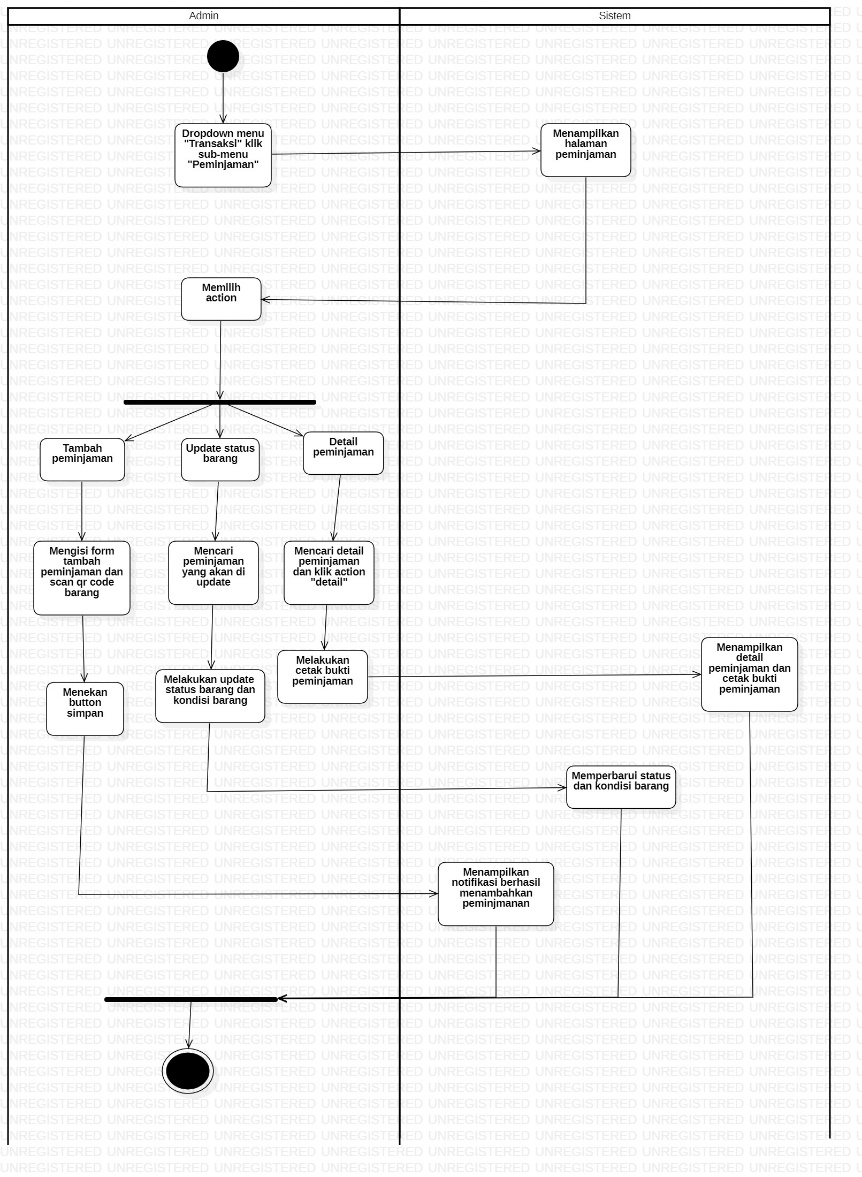 Admin
Sistem
Dropdown menu
"Transaksi" klik
sub-menu
"Peminjaman"
Menampilkan
halaman
peminjaman
Memilih
action
Tambah
peminjaman
Update status
barang
Detail
peminjaman
Mengisi form
tambah
peminjaman dan
scan qr code
barang
Mencari
peminjaman
yang akan di
update
Mencari detail
peminjaman
dan klik action
"detail"
Menekan
button
simpan
Melakukan update
status barang dan
kondisi barang
Melakukan
cetak bukti
peminjaman
Menampilkan
detail
peminjaman dan
cetak bukti
peminjaman
Memperbarui status
dan kondisi barang
Menampilkan
notifikasi berhasil
menambahkan
peminjmanan
UNREGISTERED